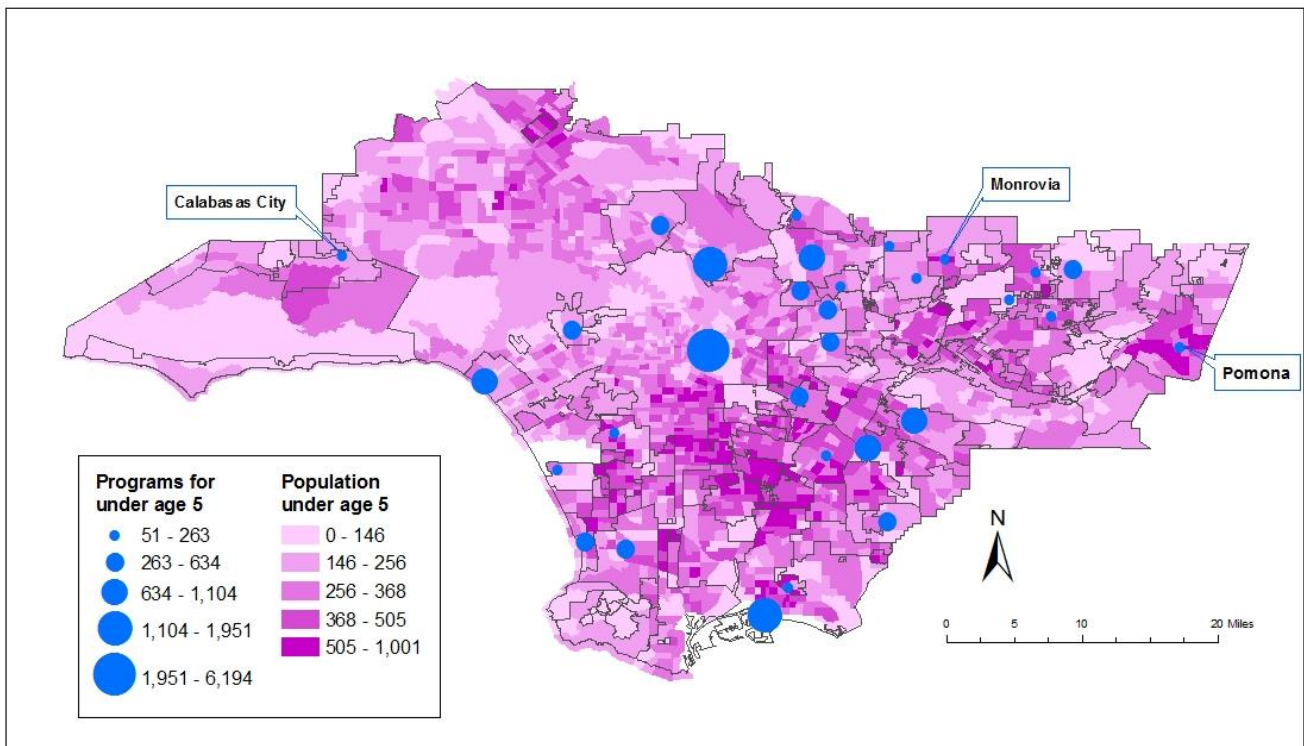 Calabasas City
Monrovia
Pomona
Programs for
under age 5
51 - 263
263 - 634
634 - 1,104
1,104 - 1,951
1,951 - 6,194
Population
under age 5
0 - 146
146 - 256
256 - 368
368 - 505
505 - 1,001
N
0 5 10 20 Miles